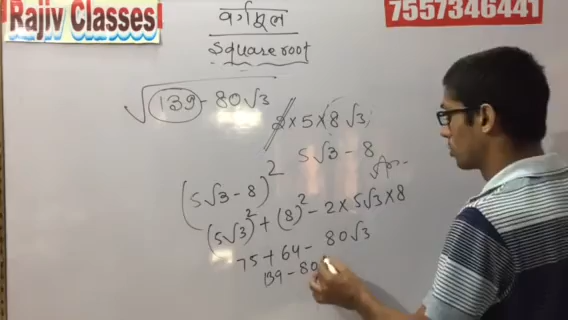 Rajiv Classes
वर्गमूल
7557346441
Square root
√139 - 80√3
2 × 5 × 8 √3
5√3 - 8
Ans-
(5√3 - 8)²
(5√3)² + (8)² - 2 × 5√3 × 8
75 + 64 - 80√3
139 - 80